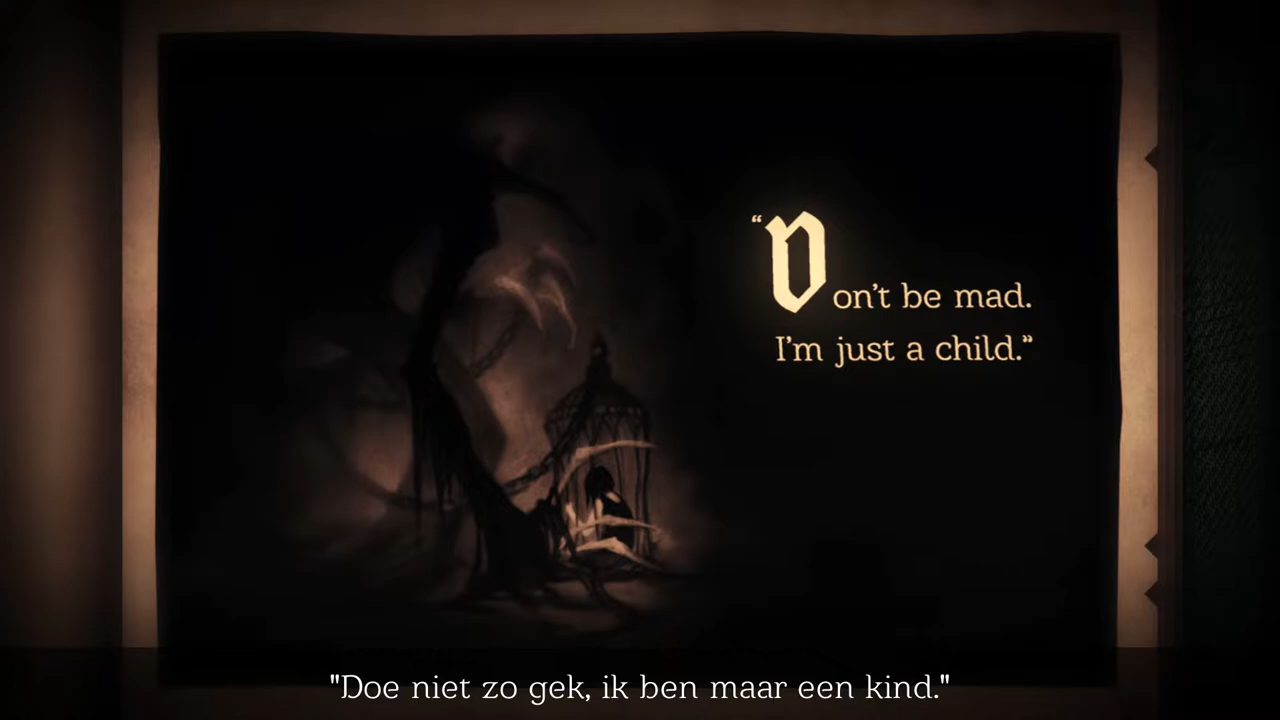 “Don’t be mad.
I’m just a child.”
"Doe niet zo gek, ik ben maar een kind."